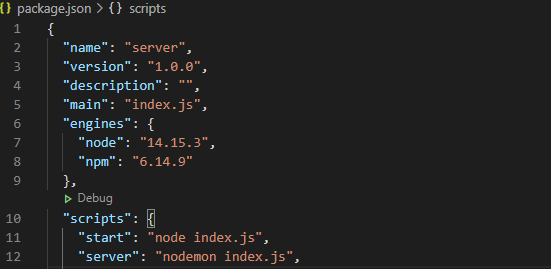 {} package.json > {} scripts
1 {
2 "name": "server",
3 "version": "1.0.0",
4 "description": "",
5 "main": "index.js",
6 "engines": {
7 "node": "14.15.3",
8 "npm": "6.14.9"
9 },
Debug
10 "scripts": {
11 "start": "node index.js",
12 "server": "nodemon index.js",